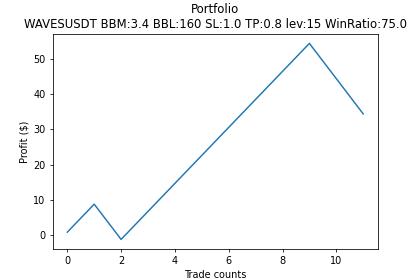 Portfolio
WAVESUSDT BBM:3.4 BBL:160 SL:1.0 TP:0.8 lev:15 WinRatio:75.0
Profit ($)
50
40
30
20
10
0
0 2 4 6 8 10
Trade counts